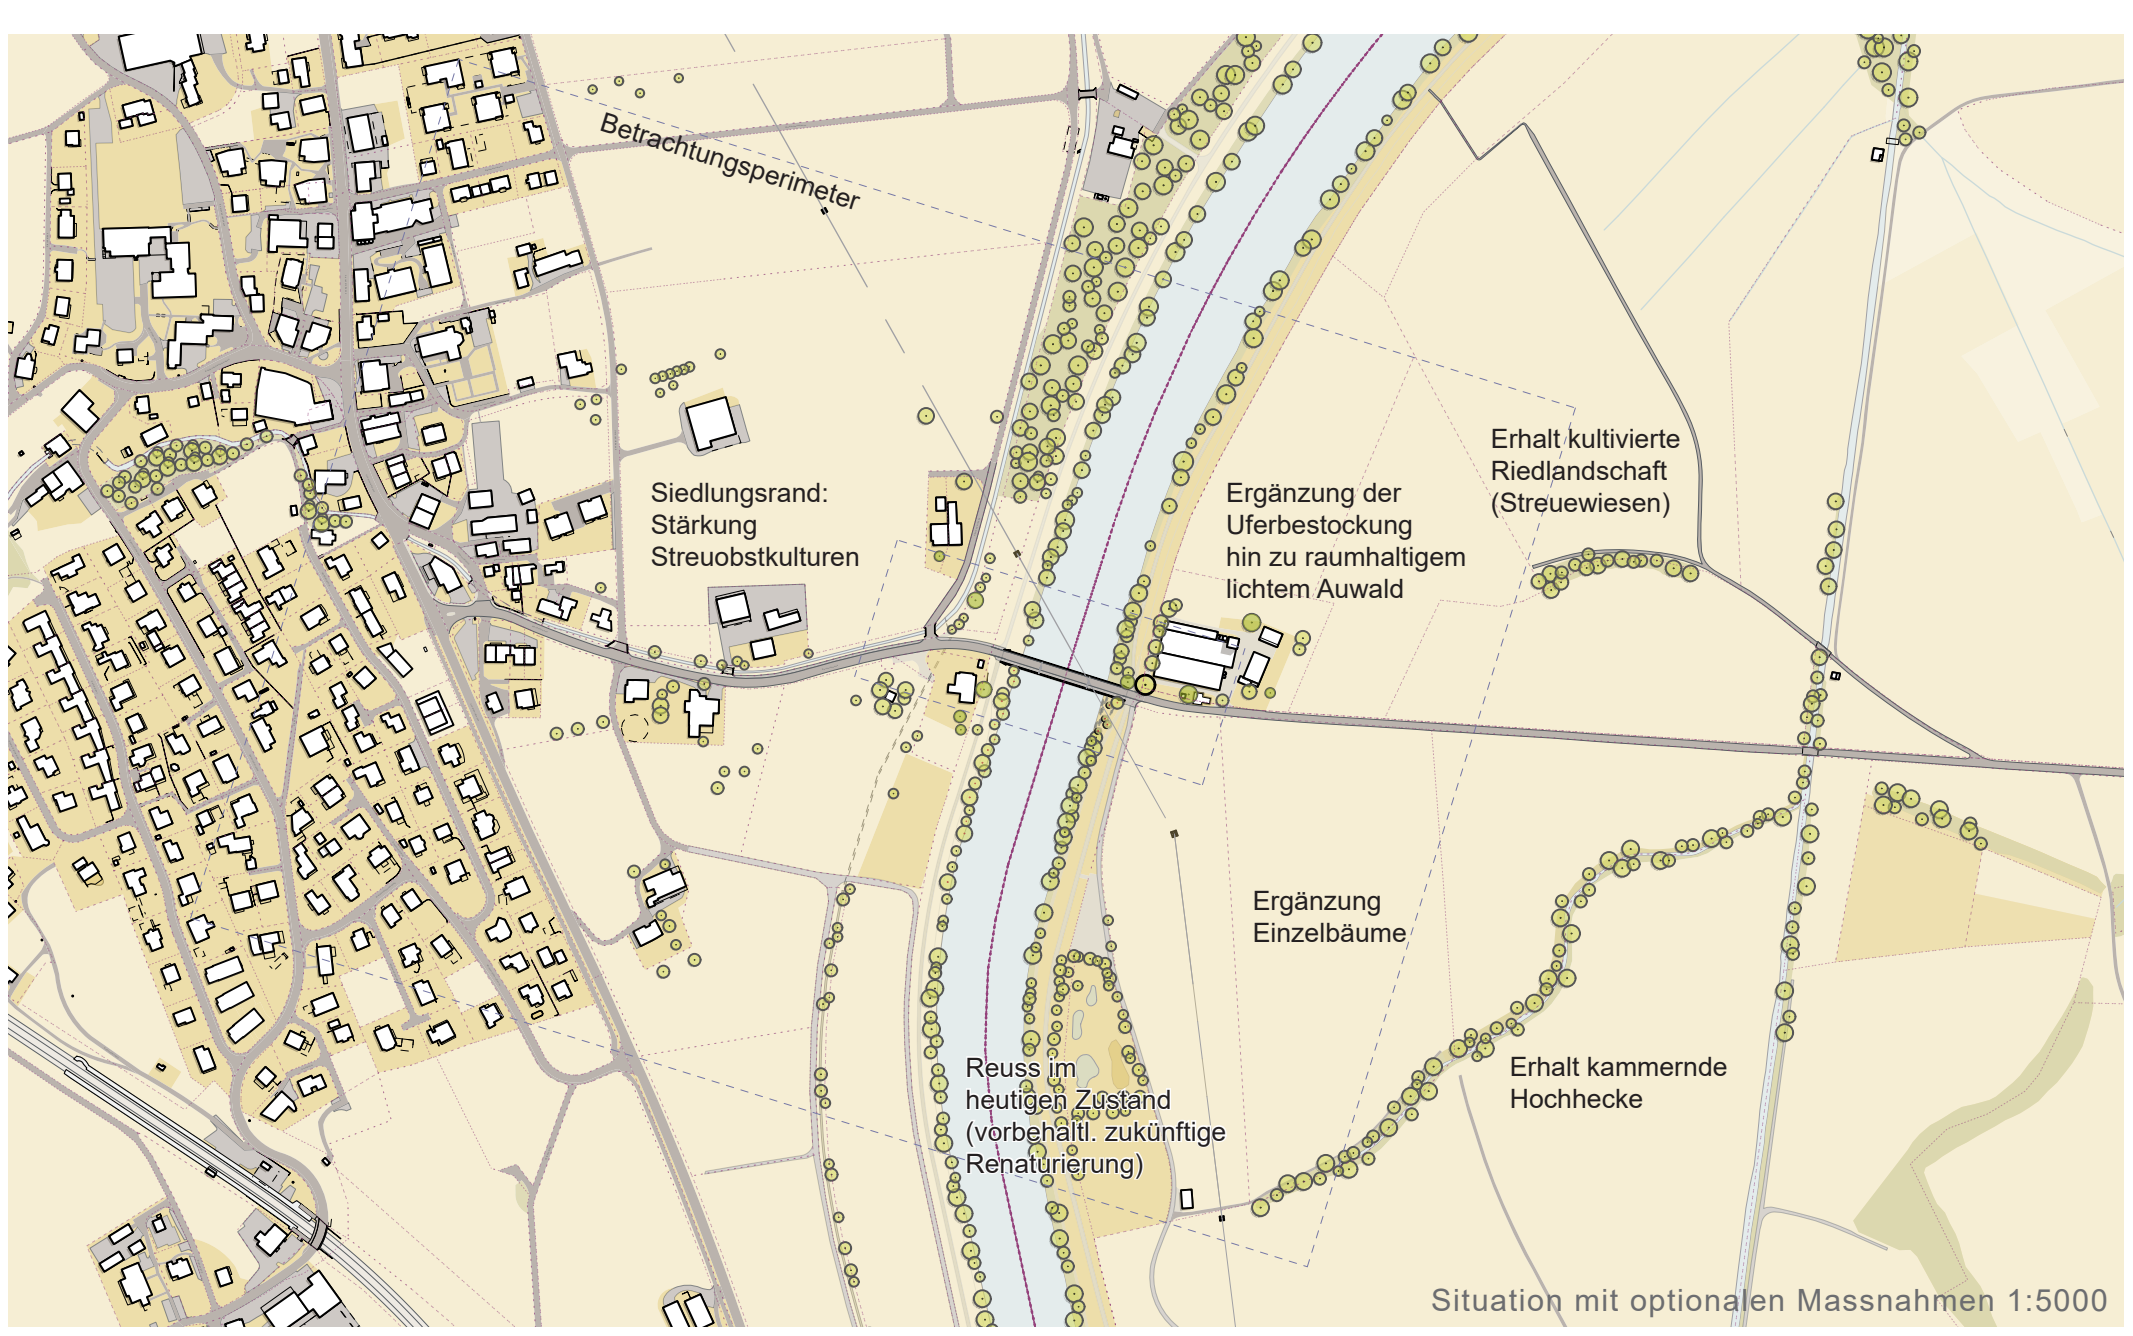 Betrachtungsperimeter
Erhalt kultivierte
Riedlandschaft
(Streuewiesen)
Siedlungsrand:
Stärkung
Streuobstkulturen
Ergänzung der
Uferbestockung
hin zu raumhaltigem
lichtem Auwald
Ergänzung
Einzelbäume
Reuss im
heutigen Zustand
(vorbehaltl. zukünftige
Renaturierung)
Erhalt kammernde
Hochhecke
Situation mit optionalen Massnahmen 1:5000